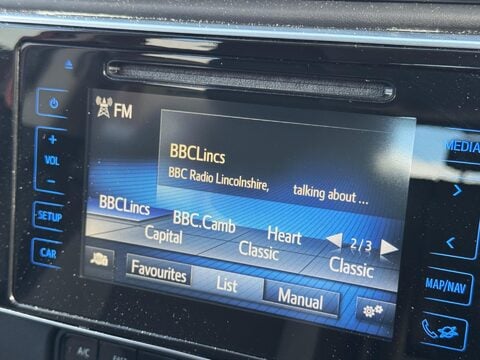 FM
MEDIA
BBCLincs
BBC Radio Lincolnshire, talking about ...
+
VOL
−
SETUP
CAR
BBCLincs BBC.Camb Heart 2/3
Capital Classic Classic
Favourites List Manual
MAP/NAV
A/C